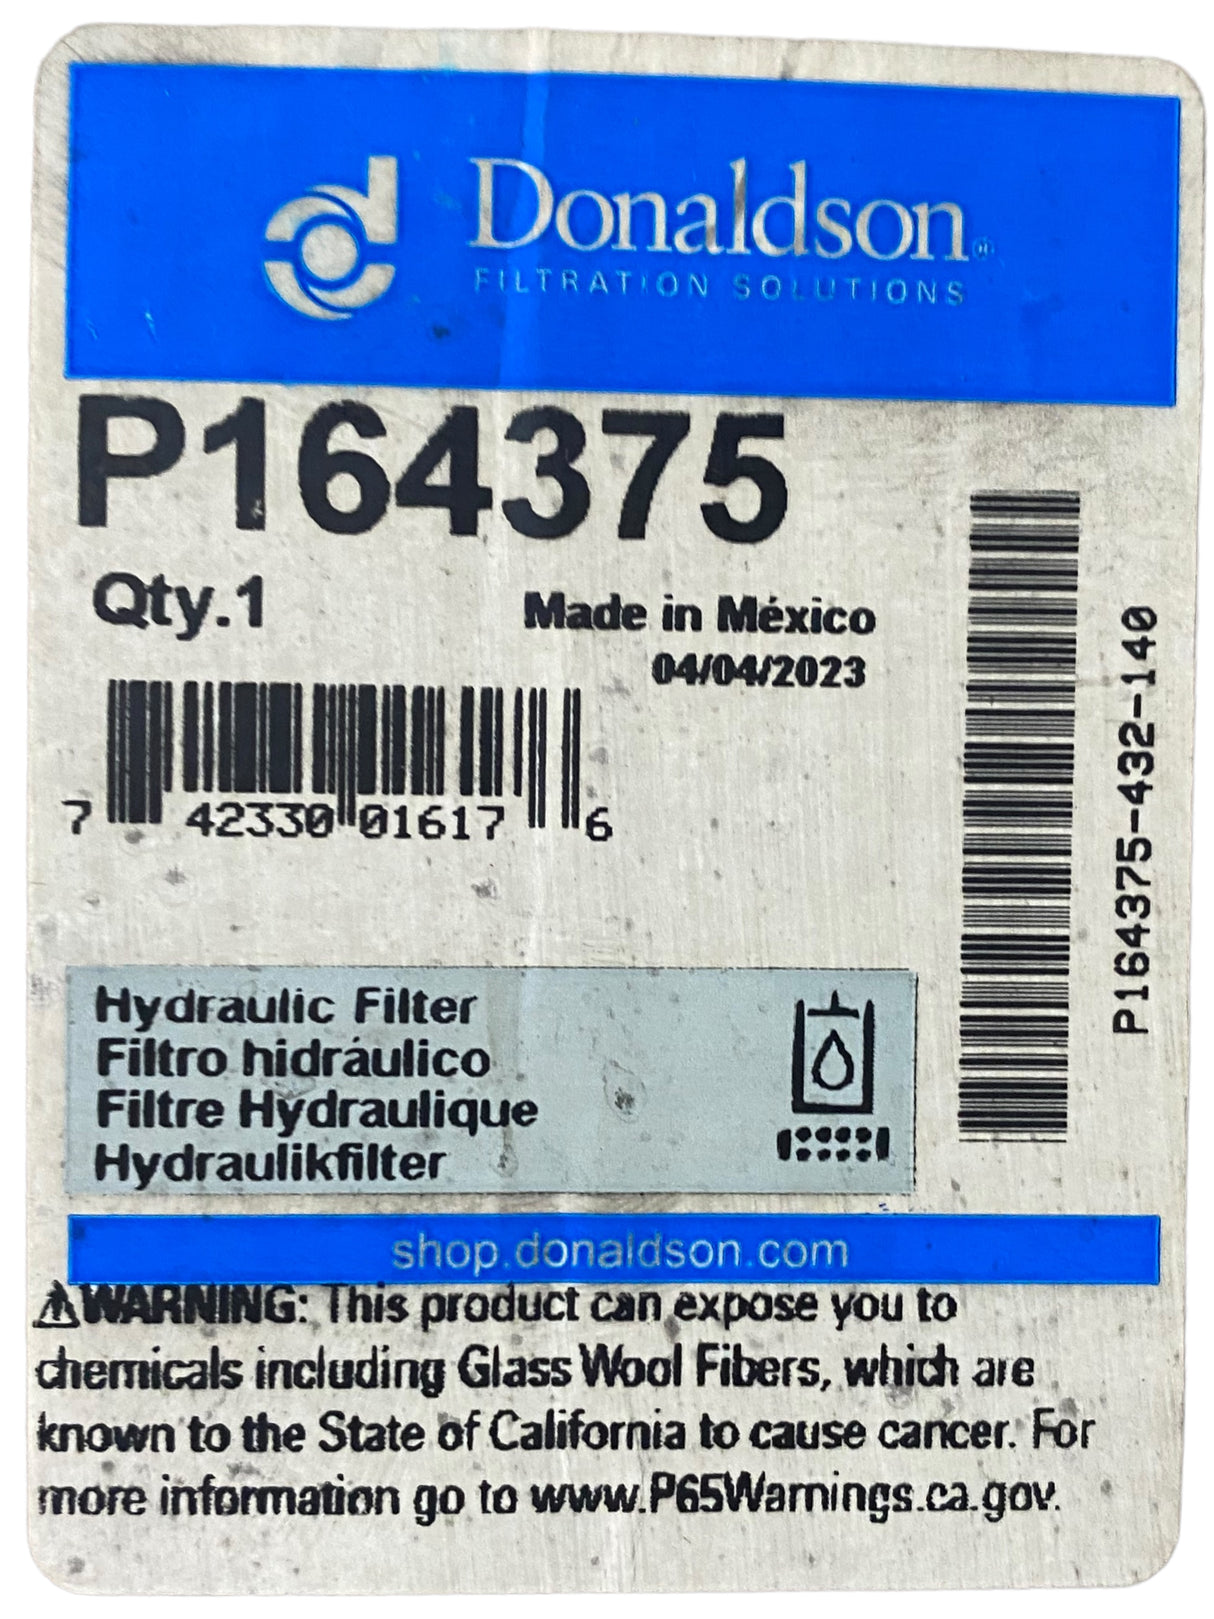 Donaldson®
FILTRATION SOLUTIONS
P164375
Qty.1
Made in México
04/04/2023
7 42330 01617 6
P164375-432-140
Hydraulic Filter
Filtro hidráulico
Filtre Hydraulique
Hydraulikfilter
shop.donaldson.com
⚠WARNING: This product can expose you to
chemicals including Glass Wool Fibers, which are
known to the State of California to cause cancer. For
more information go to www.P65Warnings.ca.gov.